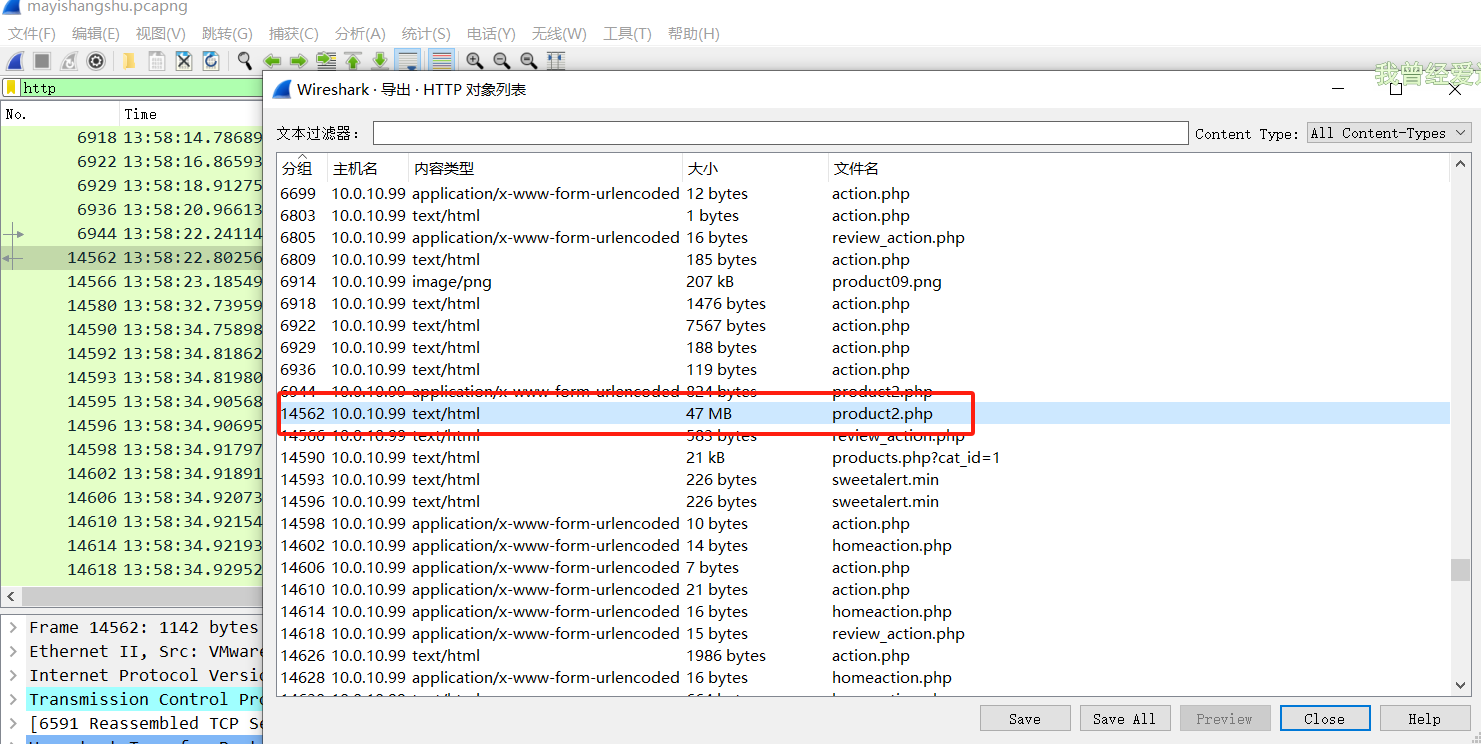 mayishangshu.pcapng
文件(F) 编辑(E) 视图(V) 跳转(G) 捕获(C) 分析(A) 统计(S) 电话(Y) 无线(W) 工具(T) 帮助(H)
我曾经爱
http
Wireshark · 导出 · HTTP 对象列表
No. Time
文本过滤器: Content Type: All Content-Types
分组 主机名 内容类型 大小 文件名
6918 13:58:14.78689
6922 13:58:16.86593
6929 13:58:18.91275
6936 13:58:20.96613
6944 13:58:22.24114
14562 13:58:22.80256
14566 13:58:23.18549
14580 13:58:32.73959
14590 13:58:34.75898
14592 13:58:34.81862
14593 13:58:34.81980
14595 13:58:34.90568
14596 13:58:34.90695
14598 13:58:34.91797
14602 13:58:34.91891
14606 13:58:34.92073
14610 13:58:34.92154
14614 13:58:34.92193
14618 13:58:34.92952
6699 10.0.10.99 application/x-www-form-urlencoded 12 bytes action.php
6803 10.0.10.99 text/html 1 bytes action.php
6805 10.0.10.99 application/x-www-form-urlencoded 16 bytes review_action.php
6809 10.0.10.99 text/html 185 bytes action.php
6914 10.0.10.99 image/png 207 kB product09.png
6918 10.0.10.99 text/html 1476 bytes action.php
6922 10.0.10.99 text/html 7567 bytes action.php
6929 10.0.10.99 text/html 188 bytes action.php
6936 10.0.10.99 text/html 119 bytes action.php
6944 10.0.10.99 application/x-www-form-urlencoded 824 bytes product2.php
14562 10.0.10.99 text/html 47 MB product2.php
14566 10.0.10.99 text/html 583 bytes review_action.php
14590 10.0.10.99 text/html 21 kB products.php?cat_id=1
14593 10.0.10.99 text/html 226 bytes sweetalert.min
14596 10.0.10.99 text/html 226 bytes sweetalert.min
14598 10.0.10.99 application/x-www-form-urlencoded 10 bytes action.php
14602 10.0.10.99 application/x-www-form-urlencoded 14 bytes homeaction.php
14606 10.0.10.99 application/x-www-form-urlencoded 7 bytes action.php
14610 10.0.10.99 application/x-www-form-urlencoded 21 bytes action.php
14614 10.0.10.99 application/x-www-form-urlencoded 16 bytes homeaction.php
14618 10.0.10.99 application/x-www-form-urlencoded 15 bytes review_action.php
14626 10.0.10.99 text/html 1986 bytes action.php
14628 10.0.10.99 application/x-www-form-urlencoded 16 bytes homeaction.php
Frame 14562: 1142 bytes
Ethernet II, Src: VMware
Internet Protocol Versio
Transmission Control Pro
[6591 Reassembled TCP Se
Save Save All Preview Close Help